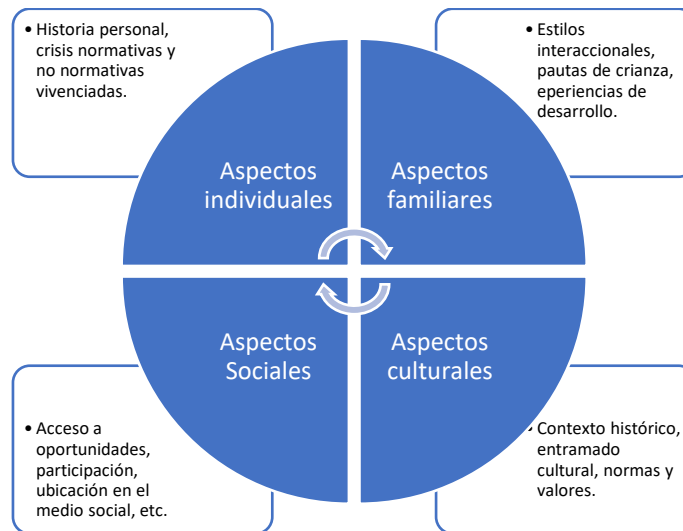 • Historia personal,
crisis normativas y
no normativas
vivenciadas.
• Estilos
interaccionales,
pautas de crianza,
eperiencias de
desarrollo.
Aspectos
individuales
Aspectos
familiares
Aspectos
Sociales
Aspectos
culturales
• Acceso a
oportunidades,
participación,
ubicación en el
medio social, etc.
• Contexto histórico,
entramado
cultural, normas y
valores.